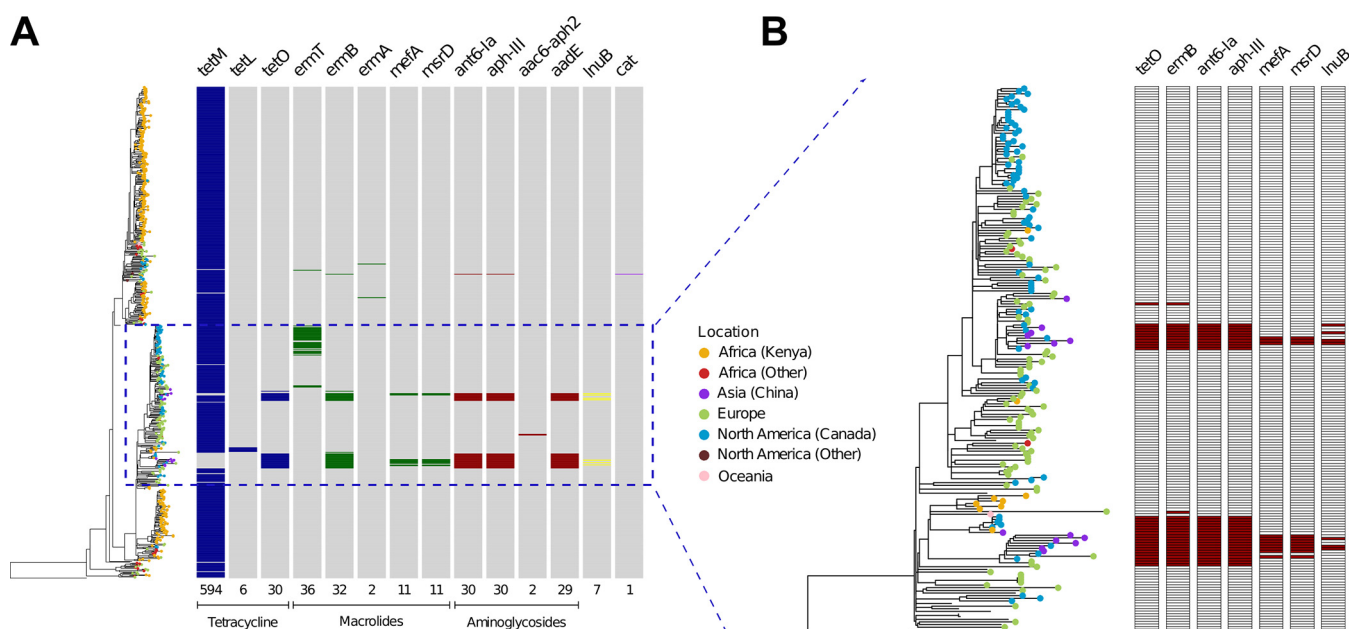 A
tetM tetL tetO ermT ermB ermA mefA msrD ant6-Ia aph-III aac6-aph2 aadE lnuB cat
594 6 30 36 32 2 11 11 30 30 2 29 7 1
Tetracycline Macrolides Aminoglycosides
Location
Africa (Kenya)
Africa (Other)
Asia (China)
Europe
North America (Canada)
North America (Other)
Oceania
B
tetO ermB ant6-Ia aph-III mefA msrD lnuB